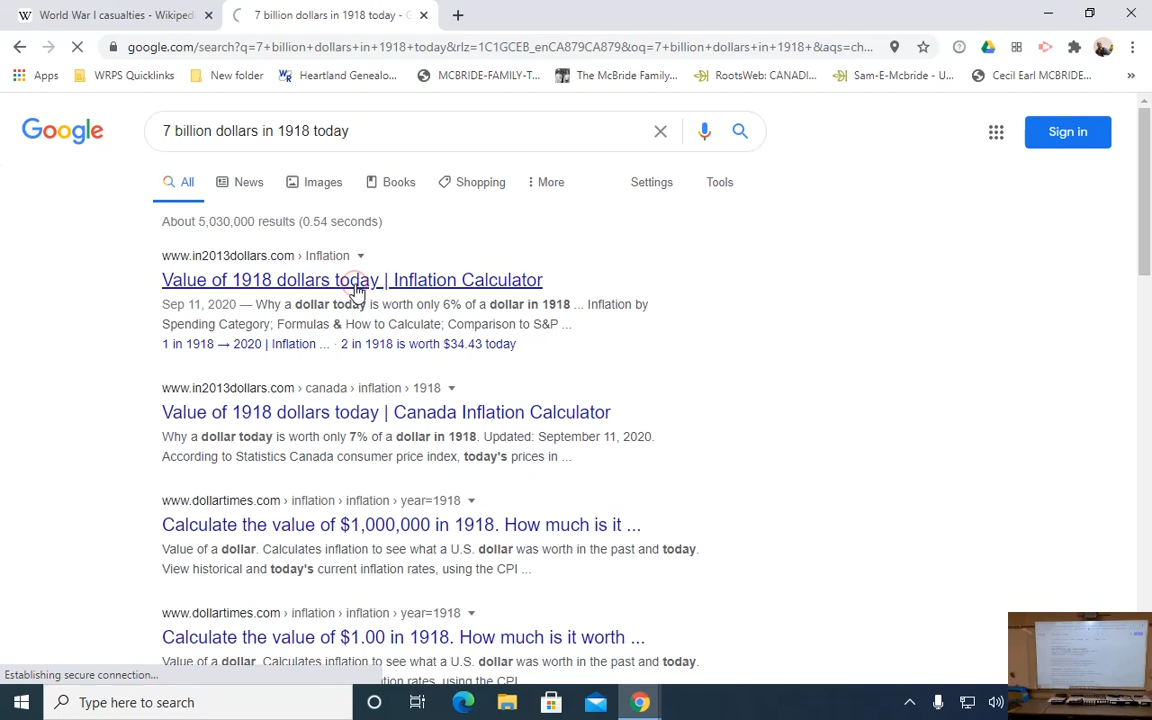 World War I casualties - Wikiped
7 billion dollars in 1918 today - G
google.com/search?q=7+billion+dollars+in+1918+today&rlz=1C1GCEB_enCA879CA879&oq=7+billion+dollars+in+1918+&aqs=ch...
Apps WRPS Quicklinks New folder Heartland Genealo... MCBRIDE-FAMILY-T... The McBride Family... RootsWeb: CANADI... Sam-E-Mcbride - U... Cecil Earl MCBRIDE... »
Google 7 billion dollars in 1918 today Sign in
All News Images Books Shopping More Settings Tools
About 5,030,000 results (0.54 seconds)
www.in2013dollars.com › Inflation
Value of 1918 dollars today | Inflation Calculator
Sep 11, 2020 — Why a dollar today is worth only 6% of a dollar in 1918 ... Inflation by
Spending Category; Formulas & How to Calculate; Comparison to S&P ...
1 in 1918 → 2020 | Inflation ... · 2 in 1918 is worth $34.43 today
www.in2013dollars.com › canada › inflation › 1918
Value of 1918 dollars today | Canada Inflation Calculator
Why a dollar today is worth only 7% of a dollar in 1918. Updated: September 11, 2020.
According to Statistics Canada consumer price index, today's prices in ...
www.dollartimes.com › inflation › inflation › year=1918
Calculate the value of $1,000,000 in 1918. How much is it ...
Value of a dollar. Calculates inflation to see what a U.S. dollar was worth in the past and today.
View historical and today's current inflation rates, using the CPI ...
www.dollartimes.com › inflation › inflation › year=1918
Calculate the value of $1.00 in 1918. How much is it worth ...
Value of a dollar. Calculates inflation to see what a U.S. dollar was worth in the past and today.
Establishing secure connection...
Type here to search